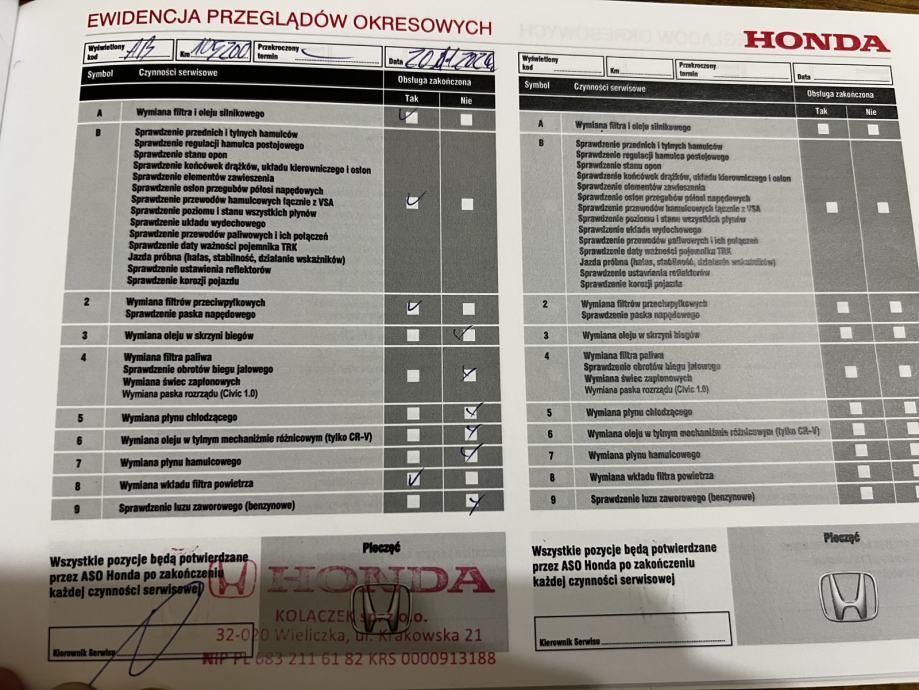 EWIDENCJA PRZEGLĄDÓW OKRESOWYCH
Wyświetlony kod AB Km 105200 Przekroczony termin Data
Symbol Czynności serwisowe Obsługa zakończona
Tak Nie
A Wymiana filtra i oleju silnikowego
B Sprawdzenie przednich i tylnych hamulców
Sprawdzenie regulacji hamulca postojowego
Sprawdzenie stanu opon
Sprawdzenie końcówek drążków, układu kierowniczego i osłon
Sprawdzenie elementów zawieszenia
Sprawdzenie osłon przegubów półosi napędowych
Sprawdzenie przewodów hamulcowych łącznie z VSA
Sprawdzenie poziomu i stanu wszystkich płynów
Sprawdzenie układu wydechowego
Sprawdzenie przewodów paliwowych i ich połączeń
Sprawdzenie daty ważności pojemnika TRK
Jazda próbna (hałas, stabilność, działanie wskaźników)
Sprawdzenie ustawienia reflektorów
Sprawdzenie korozji pojazdu
2 Wymiana filtrów przeciwpyłkowych
Sprawdzenie paska napędowego
3 Wymiana oleju w skrzyni biegów
4 Wymiana filtra paliwa
Sprawdzenie obrotów biegu jałowego
Wymiana świec zapłonowych
Wymiana paska rozrządu (Civic 1.0)
5 Wymiana płynu chłodzącego
6 Wymiana oleju w tylnym mechaniźmie różnicowym (tylko CR-V)
7 Wymiana płynu hamulcowego
8 Wymiana wkładu filtra powietrza
9 Sprawdzenie luzu zaworowego (benzynowe)
Wszystkie pozycje będą potwierdzane
przez ASO Honda po zakończeniu
każdej czynności serwisowej
Pieczęć
HONDA
KOLACZEK sp. z o.o.
32-020 Wieliczka, ul. Krakowska 21
NIP PL 683 211 61 82 KRS 0000913188
Kierownik Serwisu
HONDA
Wyświetlony kod Km Przekroczony termin Data
Symbol Czynności serwisowe Obsługa zakończona
Tak Nie
A Wymiana filtra i oleju silnikowego
B Sprawdzenie przednich i tylnych hamulców
Sprawdzenie regulacji hamulca postojowego
Sprawdzenie stanu opon
Sprawdzenie końcówek drążków, układu kierowniczego i osłon
Sprawdzenie elementów zawieszenia
Sprawdzenie osłon przegubów półosi napędowych
Sprawdzenie przewodów hamulcowych łącznie z VSA
Sprawdzenie poziomu i stanu wszystkich płynów
Sprawdzenie układu wydechowego
Sprawdzenie przewodów paliwowych i ich połączeń
Sprawdzenie daty ważności pojemnika TRK
Jazda próbna (hałas, stabilność, działanie wskaźników)
Sprawdzenie ustawienia reflektorów
Sprawdzenie korozji pojazdu
2 Wymiana filtrów przeciwpyłkowych
Sprawdzenie paska napędowego
3 Wymiana oleju w skrzyni biegów
4 Wymiana filtra paliwa
Sprawdzenie obrotów biegu jałowego
Wymiana świec zapłonowych
Wymiana paska rozrządu (Civic 1.0)
5 Wymiana płynu chłodzącego
6 Wymiana oleju w tylnym mechaniźmie różnicowym (tylko CR-V)
7 Wymiana płynu hamulcowego
8 Wymiana wkładu filtra powietrza
9 Sprawdzenie luzu zaworowego (benzynowe)
Wszystkie pozycje będą potwierdzane
przez ASO Honda po zakończeniu
każdej czynności serwisowej
Pieczęć
Kierownik Serwisu